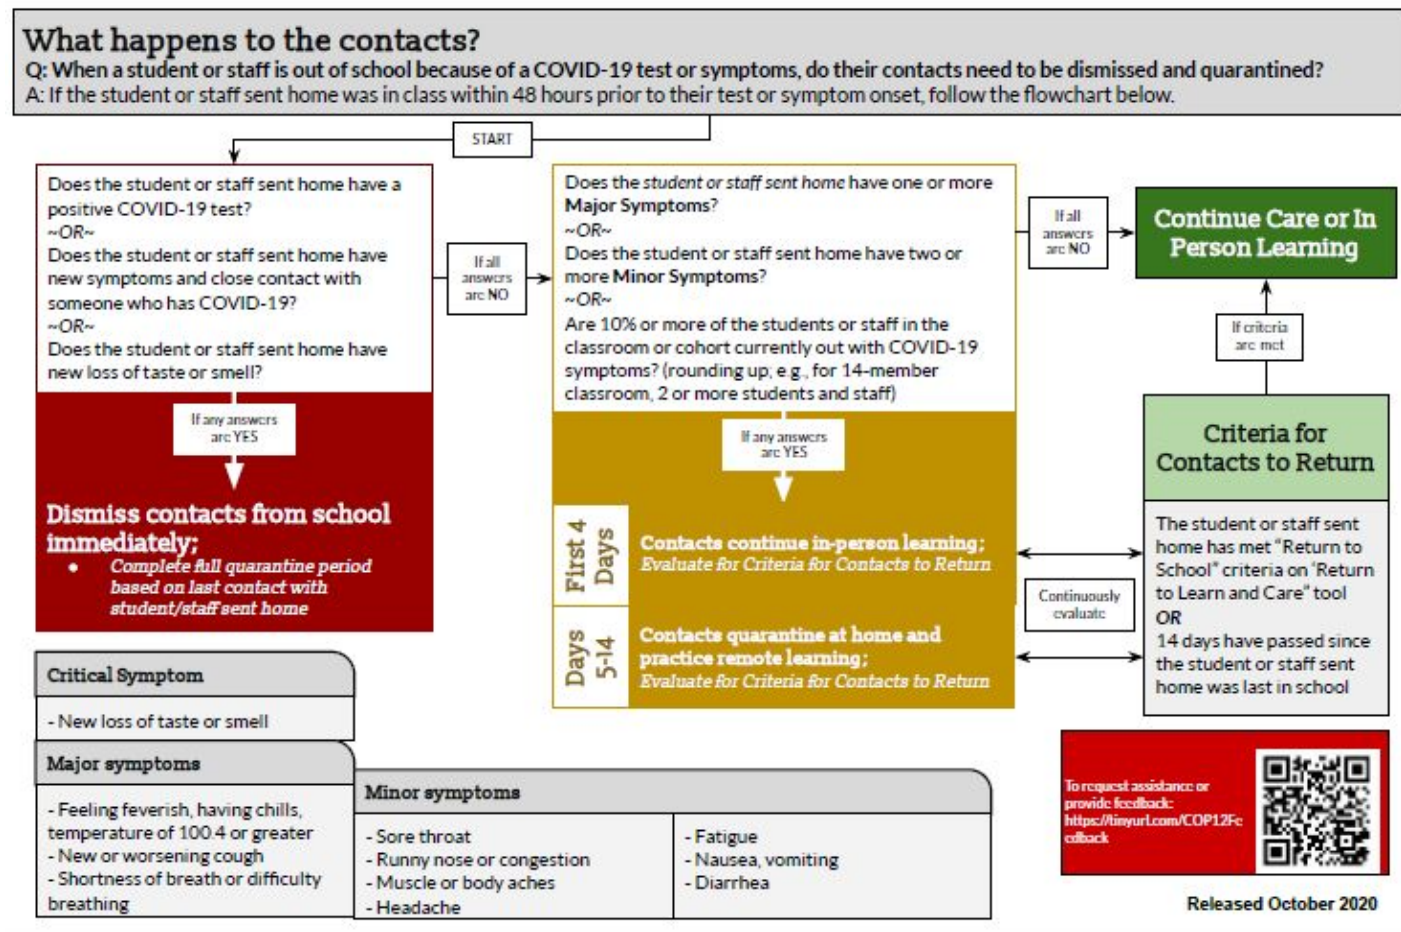 What happens to the contacts?
Q: When a student or staff is out of school because of a COVID-19 test or symptoms, do their contacts need to be dismissed and quarantined?
A: If the student or staff sent home was in class within 48 hours prior to their test or symptom onset, follow the flowchart below.
START
Does the student or staff sent home have a
positive COVID-19 test?
~OR~
Does the student or staff sent home have
new symptoms and close contact with
someone who has COVID-19?
~OR~
Does the student or staff sent home have
new loss of taste or smell?
If any answers
are YES
Dismiss contacts from school
immediately;
• Complete full quarantine period
based on last contact with
student/staff sent home
If all
answers
are NO
Does the student or staff sent home have one or more
Major Symptoms?
~OR~
Does the student or staff sent home have two or
more Minor Symptoms?
~OR~
Are 10% or more of the students or staff in the
classroom or cohort currently out with COVID-19
symptoms? (rounding up; e.g., for 14-member
classroom, 2 or more students and staff)
If any answers
are YES
First 4
Days
Contacts continue in-person learning;
Evaluate for Criteria for Contacts to Return
Days
5-14
Contacts quarantine at home and
practice remote learning;
Evaluate for Criteria for Contacts to Return
If all
answers
are NO
Continue Care or In
Person Learning
If criteria
are met
Continuously
evaluate
Criteria for
Contacts to Return
The student or staff sent
home has met “Return to
School” criteria on ‘Return
to Learn and Care” tool
OR
14 days have passed since
the student or staff sent
home was last in school
Critical Symptom
- New loss of taste or smell
Major symptoms
- Feeling feverish, having chills,
temperature of 100.4 or greater
- New or worsening cough
- Shortness of breath or difficulty
breathing
Minor symptoms
- Sore throat
- Runny nose or congestion
- Muscle or body aches
- Headache
- Fatigue
- Nausea, vomiting
- Diarrhea
To request assistance or
provide feedback:
https://tinyurl.com/COP12Fe
edback
Released October 2020